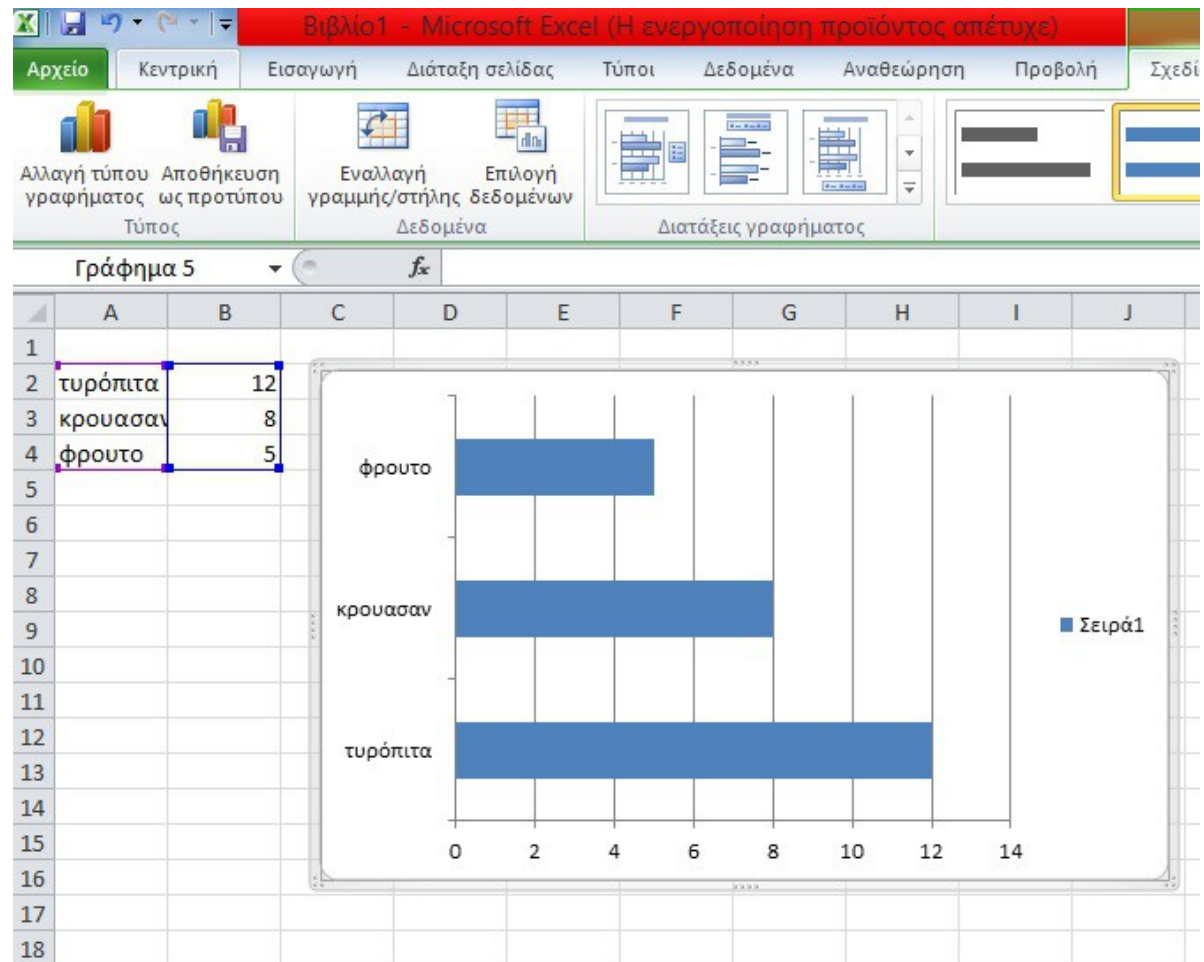 Βιβλίο1 - Microsoft Excel (Η ενεργοποίηση προϊόντος απέτυχε)
Αρχείο Κεντρική Εισαγωγή Διάταξη σελίδας Τύποι Δεδομένα Αναθεώρηση Προβολή
Αλλαγή τύπου Αποθήκευση Εναλλαγή Επιλογή
γραφήματος ως προτύπου γραμμής/στήλης δεδομένων
Τύπος Δεδομένα Διατάξεις γραφήματος
Γράφημα 5 fx
A B C D E F G H I J
1
2 τυρόπιτα 12
3 κρουασαν 8
4 φρουτο 5
5
6
7
8
9
10
11
12
13
14
15
16
17
18
φρουτο
κρουασαν
Σειρά1
τυρόπιτα
0 2 4 6 8 10 12 14